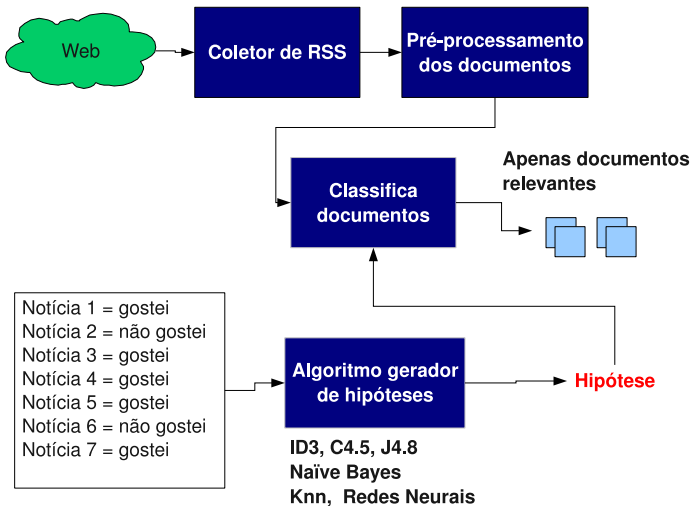 Web
Coletor de RSS
Pré-processamento
dos documentos
Classifica
documentos
Apenas documentos
relevantes
Notícia 1 = gostei
Notícia 2 = não gostei
Notícia 3 = gostei
Notícia 4 = gostei
Notícia 5 = gostei
Notícia 6 = não gostei
Notícia 7 = gostei
Algoritmo gerador
de hipóteses
Hipótese
ID3, C4.5, J4.8
Naïve Bayes
Knn, Redes Neurais